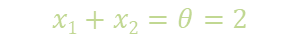 x₁ + x₂ = θ = 2